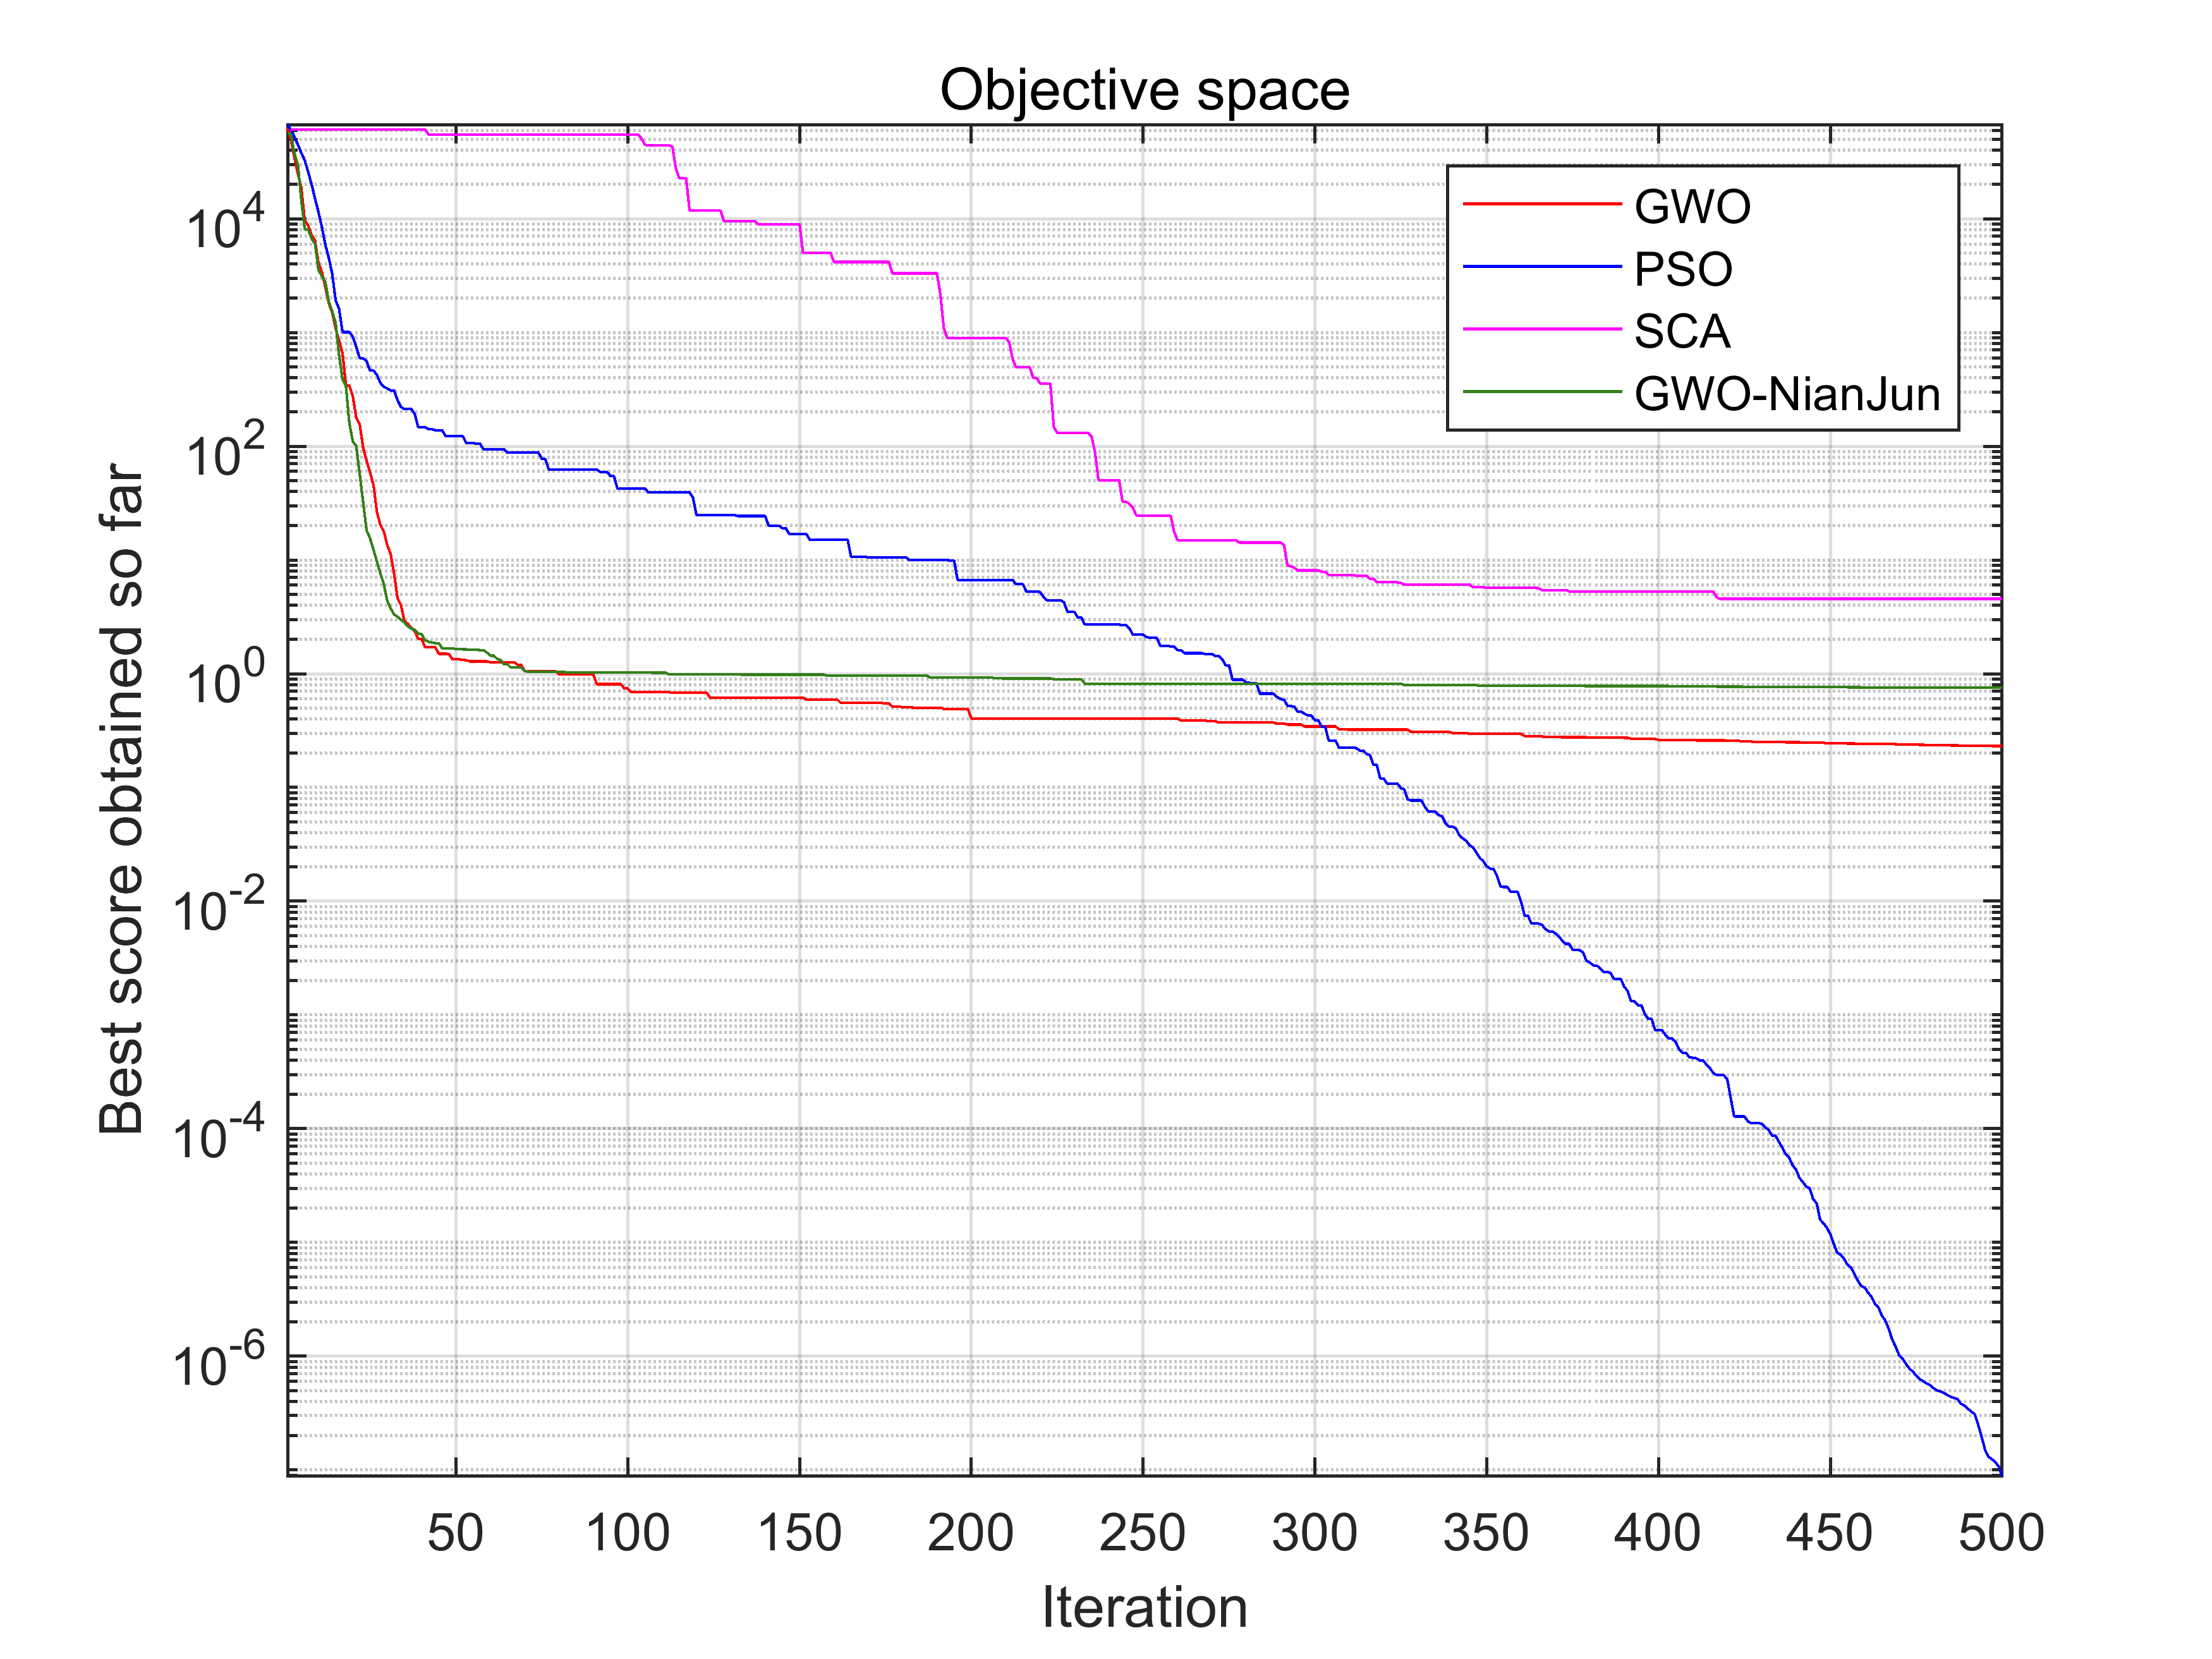 Objective space
Best score obtained so far
10^4
10^2
10^0
10^-2
10^-4
10^-6
GWO
PSO
SCA
GWO-NianJun
50 100 150 200 250 300 350 400 450 500
Iteration